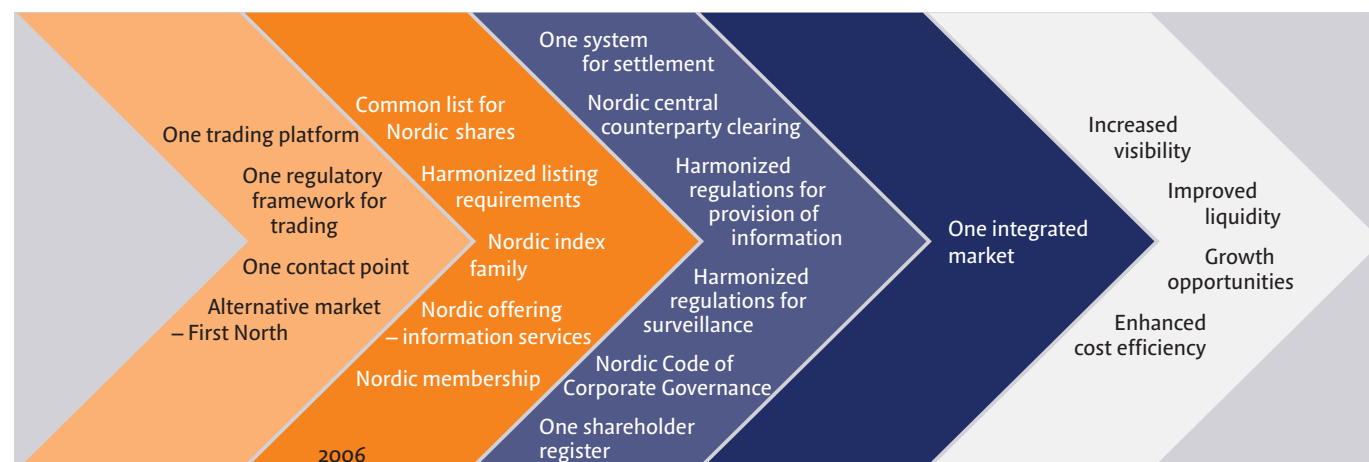 One trading platform
One regulatory
framework for
trading
One contact point
Alternative market
– First North
Common list for
Nordic shares
Harmonized listing
requirements
Nordic index
family
Nordic offering
– information services
Nordic membership
2006
One system
for settlement
Nordic central
counterparty clearing
Harmonized
regulations for
provision of
information
Harmonized
regulations for
surveillance
Nordic Code of
Corporate Governance
One shareholder
register
One integrated
market
Increased
visibility
Improved
liquidity
Growth
opportunities
Enhanced
cost efficiency